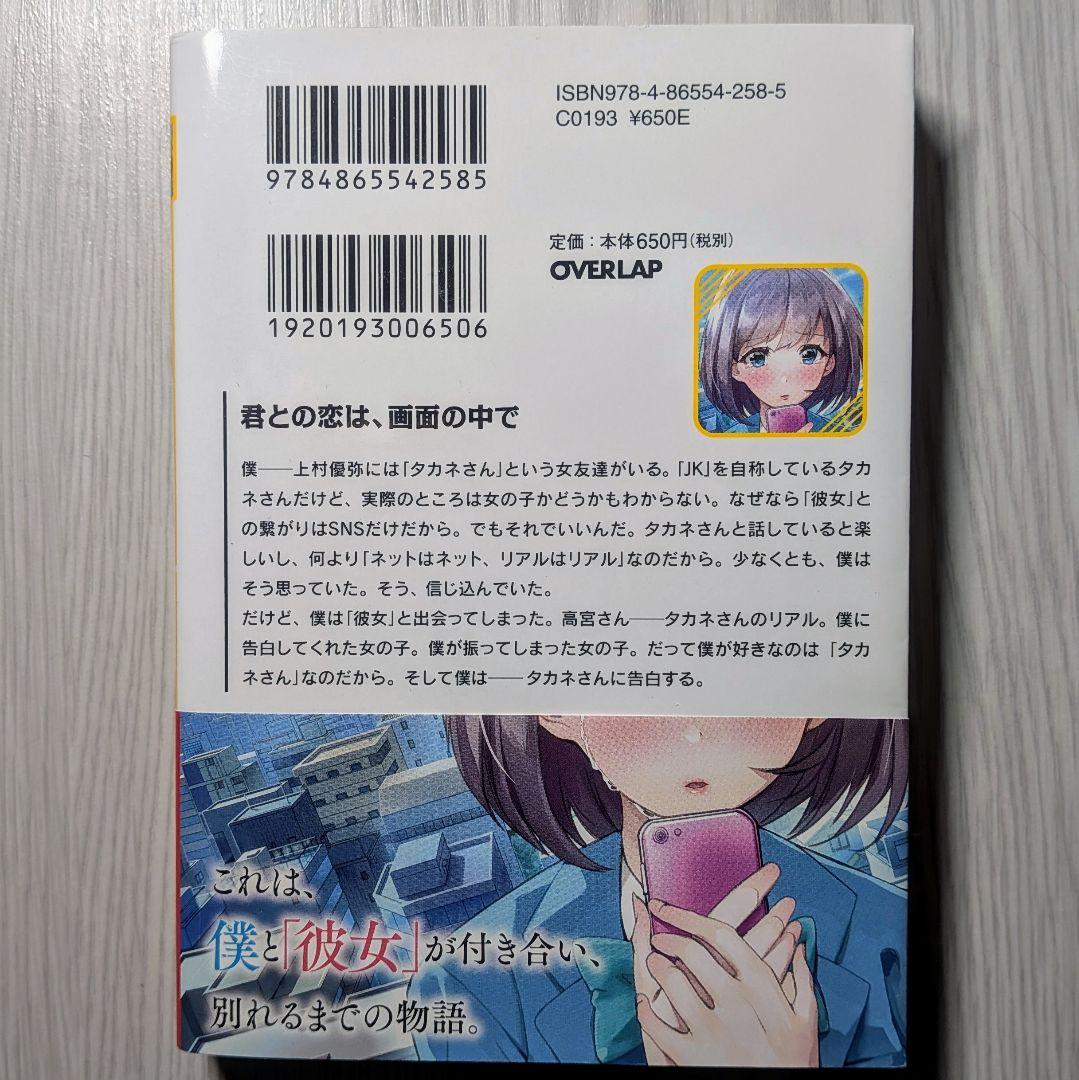 ISBN978-4-86554-258-5
C0193 ¥650E
9784865542585
定価：本体650円(税別)
OVERLAP
1920193006506
君との恋は、画面の中で
僕――上村優弥には「タカネさん」という女友達がいる。「JK」を自称しているタカ
ネさんだけど、実際のところは女の子かどうかもわからない。なぜなら「彼女」と
の繋がりはSNSだけだから。でもそれでいいんだ。タカネさんと話していると楽
しいし、何より「ネットはネット、リアルはリアル」なのだから。少なくとも、僕は
そう思っていた。そう、信じ込んでいた。
だけど、僕は「彼女」と出会ってしまった。高宮さん――タカネさんのリアル。僕に
告白してくれた女の子。僕が振ってしまった女の子。だって僕が好きなのは「タカ
ネさん」なのだから。そして僕は――タカネさんに告白する。
これは、
僕と「彼女」が付き合い、
別れるまでの物語。